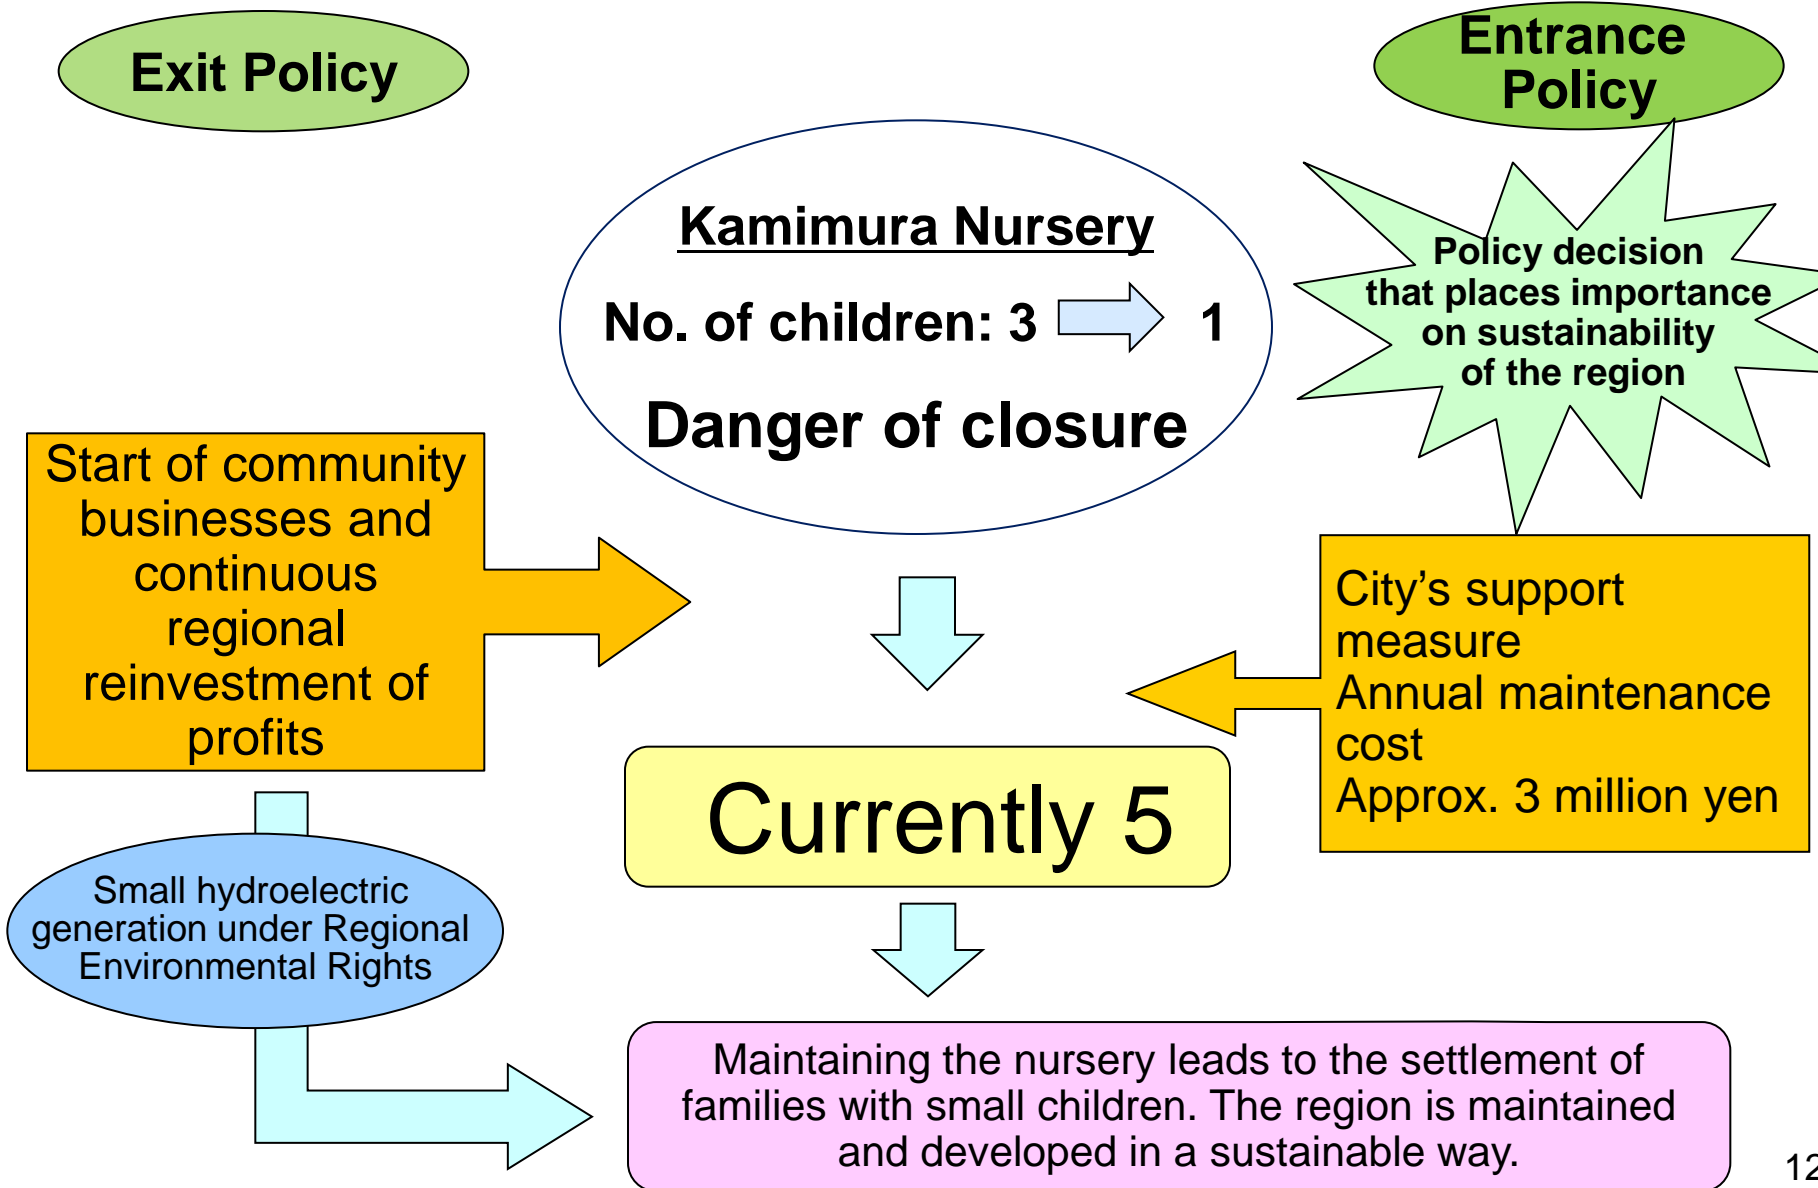 Exit Policy
Entrance
Policy
Kamimura Nursery
No. of children: 3 1
Danger of closure
Policy decision
that places importance
on sustainability
of the region
Start of community
businesses and
continuous
regional
reinvestment of
profits
City’s support
measure
Annual maintenance
cost
Approx. 3 million yen
Currently 5
Small hydroelectric
generation under Regional
Environmental Rights
Maintaining the nursery leads to the settlement of
families with small children. The region is maintained
and developed in a sustainable way.
12